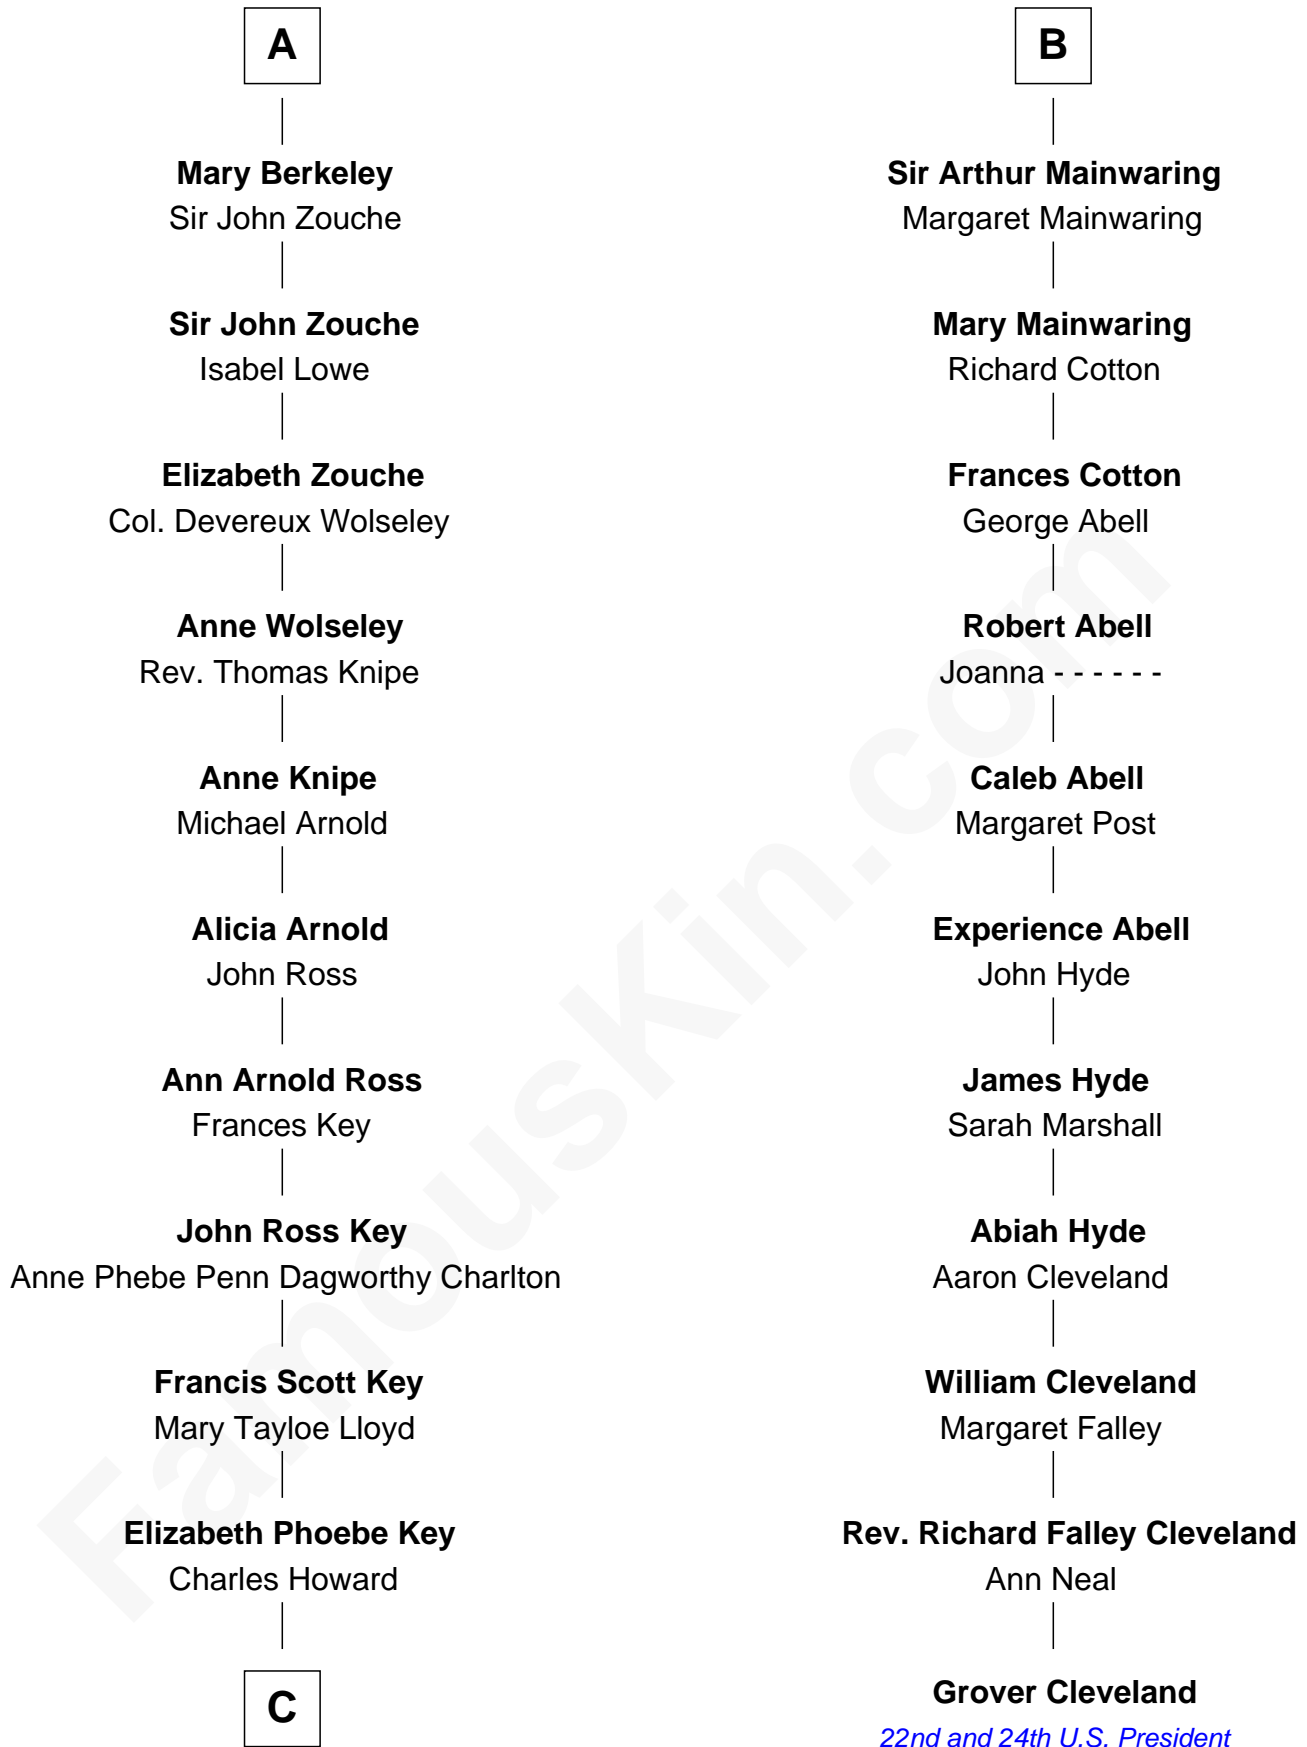 A
Mary Berkeley
Sir John Zouche
Sir John Zouche
Isabel Lowe
Elizabeth Zouche
Col. Devereux Wolseley
Anne Wolseley
Rev. Thomas Knipe
Anne Knipe
Michael Arnold
Alicia Arnold
John Ross
Ann Arnold Ross
Frances Key
John Ross Key
Anne Phebe Penn Dagworthy Charlton
Francis Scott Key
Mary Tayloe Lloyd
Elizabeth Phoebe Key
Charles Howard
C
B
Sir Arthur Mainwaring
Margaret Mainwaring
Mary Mainwaring
Richard Cotton
Frances Cotton
George Abell
Robert Abell
Joanna - - - - - -
Caleb Abell
Margaret Post
Experience Abell
John Hyde
James Hyde
Sarah Marshall
Abiah Hyde
Aaron Cleveland
William Cleveland
Margaret Falley
Rev. Richard Falley Cleveland
Ann Neal
Grover Cleveland
22nd and 24th U.S. President
FamousKin.com